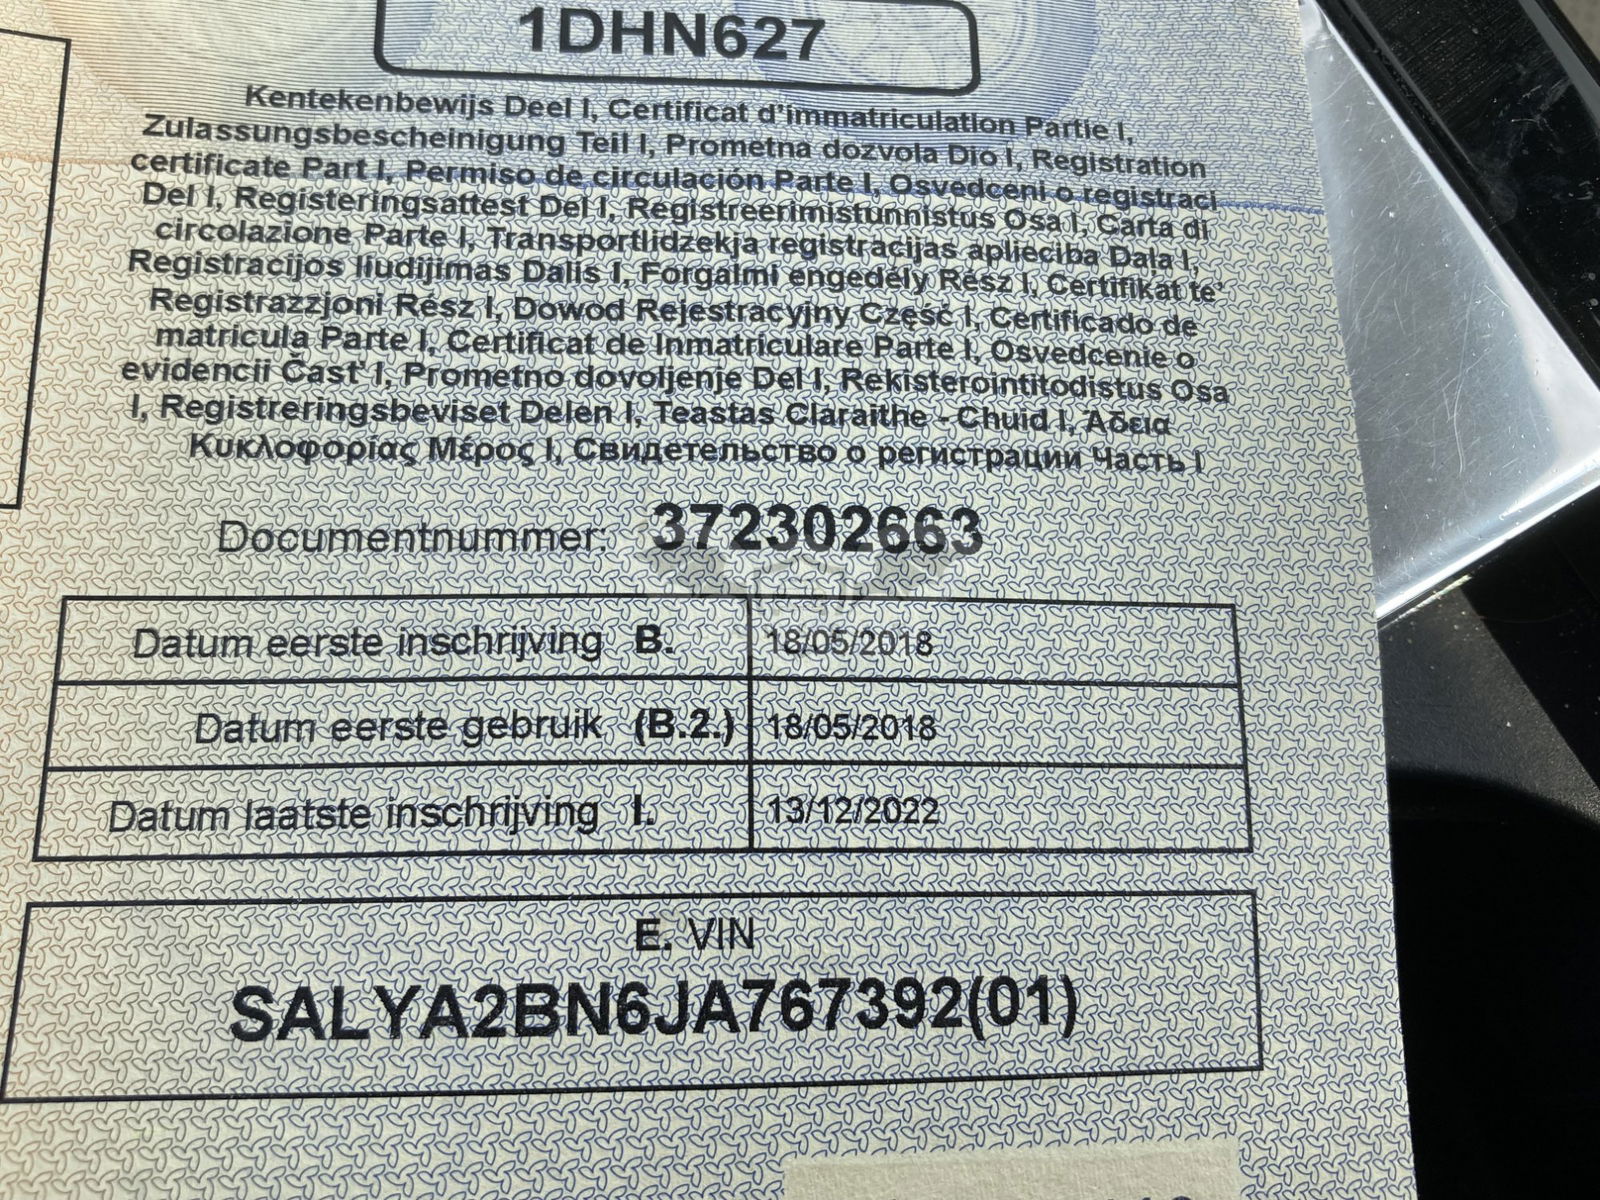 1DHN627
Kentekenbewijs Deel I, Certificat d'immatriculation Partie I,
Zulassungsbescheinigung Teil I, Prometna dozvola Dio I, Registration
certificate Part I, Permiso de circulación Parte I, Osvedceni o registraci
Del I, Registeringsattest Del I, Registreerimistunnistus Osa I, Carta di
circolazione Parte I, Transportlidzekja registracijas aplieciba Daļa I,
Registracijos liudijimas Dalis I, Forgalmi engedély Rész I, Certifikat te'
Registrazzjoni Rész I, Dowod Rejestracyjny Część I, Certificado de
matricula Parte I, Certificat de Inmatriculare Parte I, Osvedcenie o
evidencii Čast' I, Prometno dovoljenje Del I, Rekisterointitodistus Osa
I, Registreringsbeviset Delen I, Teastas Claraithe - Chuid I, Άδεια
Κυκλοφορίας Μέρος I, Свидетельство о регистрации Часть I
Documentnummer: 372302663
Datum eerste inschrijving B. 18/05/2018
Datum eerste gebruik (B.2.) 18/05/2018
Datum laatste inschrijving I. 13/12/2022
E. VIN
SALYA2BN6JA767392(01)